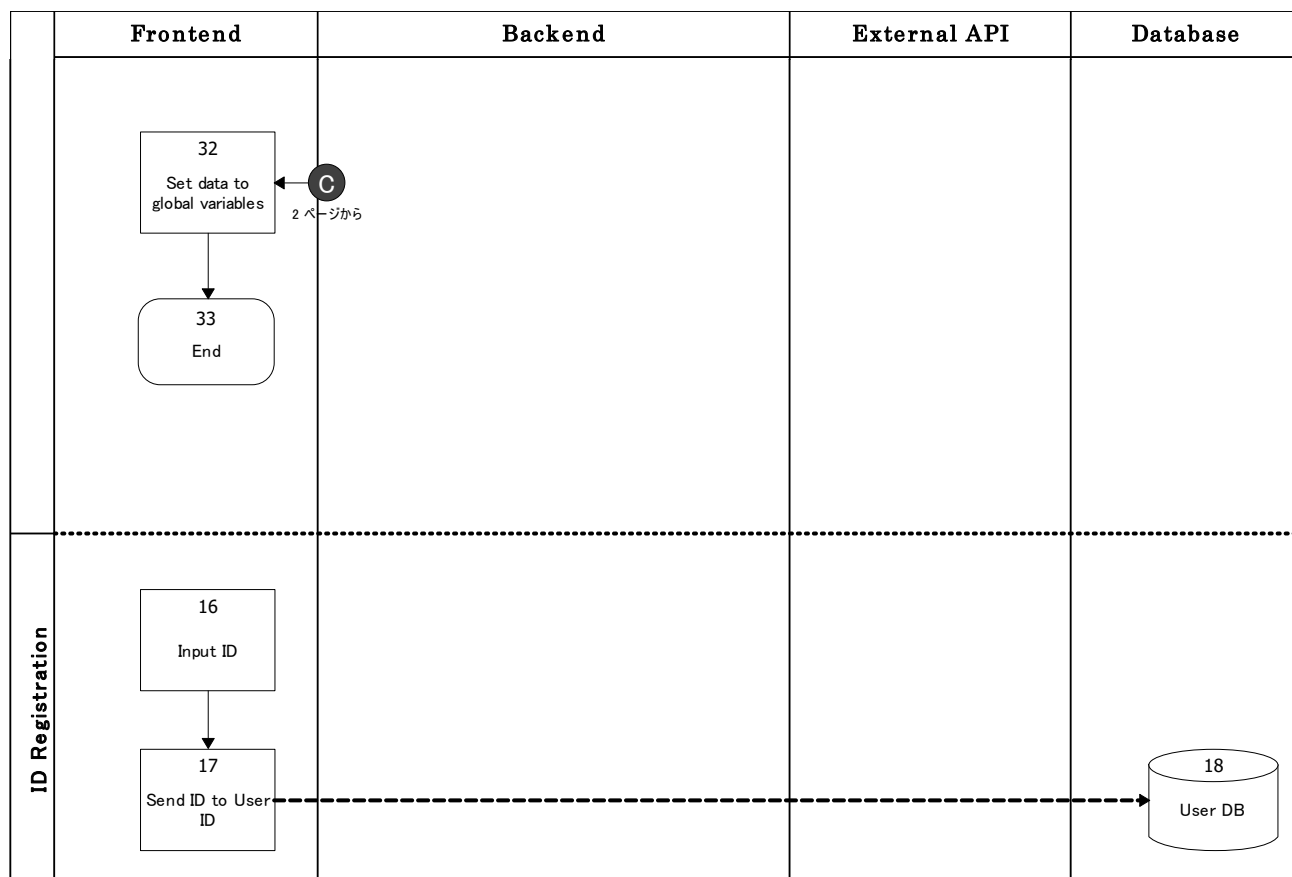 Frontend
Backend
External API
Database
32
Set data to
global variables
C
2 ページから
33
End
ID Registration
16
Input ID
17
Send ID to User
ID
18
User DB